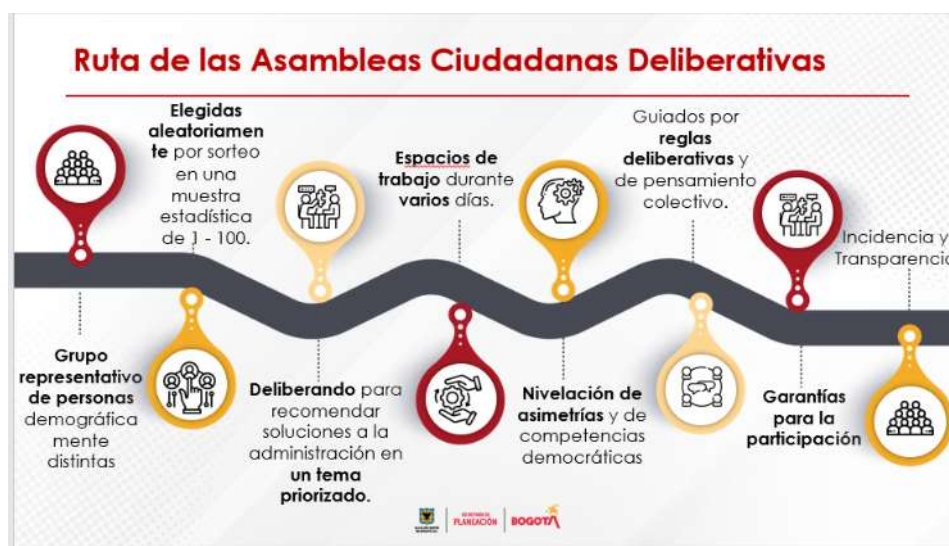 Ruta de las Asambleas Ciudadanas Deliberativas
Grupo
representativo
de personas
demográfica
mente
distintas
Elegidas
aleatoriamen
te por sorteo
en una
muestra
estadística
de 1 - 100.
Deliberando para
recomendar
soluciones a la
administración en
un tema
priorizado.
Espacios de
trabajo durante
varios días.
Nivelación de
asimetrías y de
competencias
democráticas
Guiados por
reglas
deliberativas y
de pensamiento
colectivo.
Garantías
para la
participación
Incidencia y
Transparencia
PLANEACIÓN
BOGOTÁ